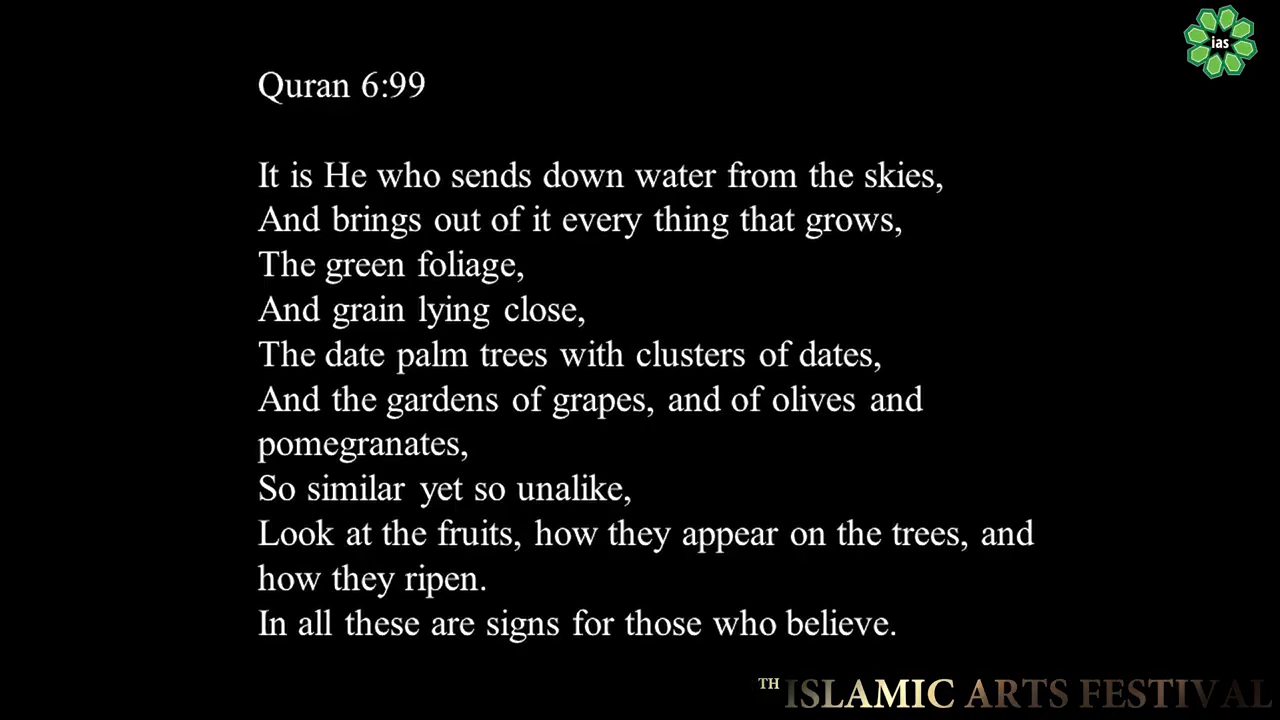 ias
Quran 6:99
It is He who sends down water from the skies,
And brings out of it every thing that grows,
The green foliage,
And grain lying close,
The date palm trees with clusters of dates,
And the gardens of grapes, and of olives and
pomegranates,
So similar yet so unalike,
Look at the fruits, how they appear on the trees, and
how they ripen.
In all these are signs for those who believe.
TH ISLAMIC ARTS FESTIVAL